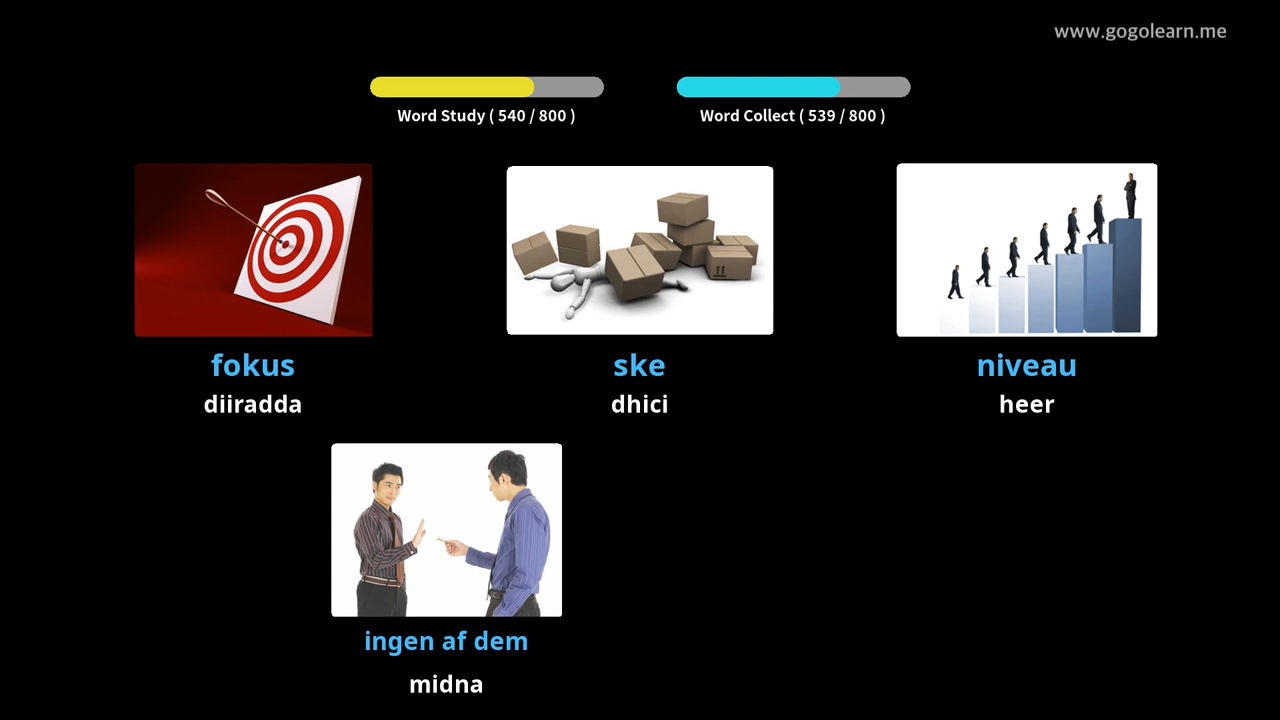 www.gogolearn.me
Word Study ( 540 / 800 )
Word Collect ( 539 / 800 )
fokus
ske
niveau
diiradda
dhici
heer
ingen af dem
midna